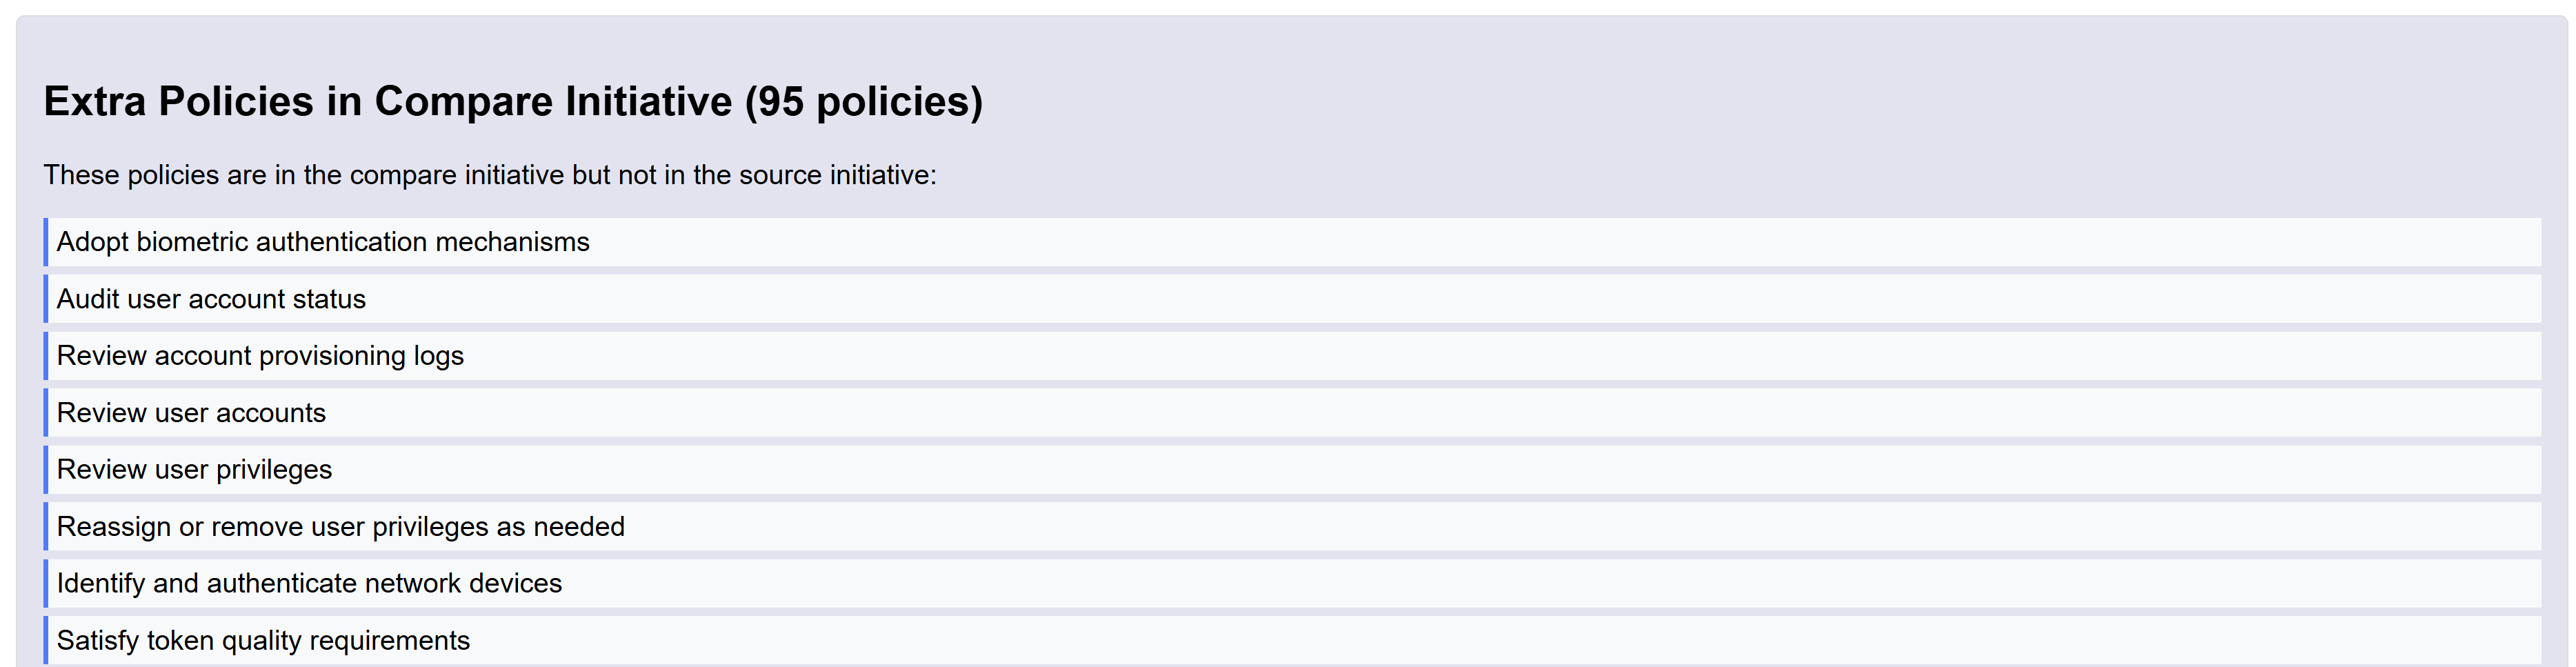 Extra Policies in Compare Initiative (95 policies)
These policies are in the compare initiative but not in the source initiative:
Adopt biometric authentication mechanisms
Audit user account status
Review account provisioning logs
Review user accounts
Review user privileges
Reassign or remove user privileges as needed
Identify and authenticate network devices
Satisfy token quality requirements